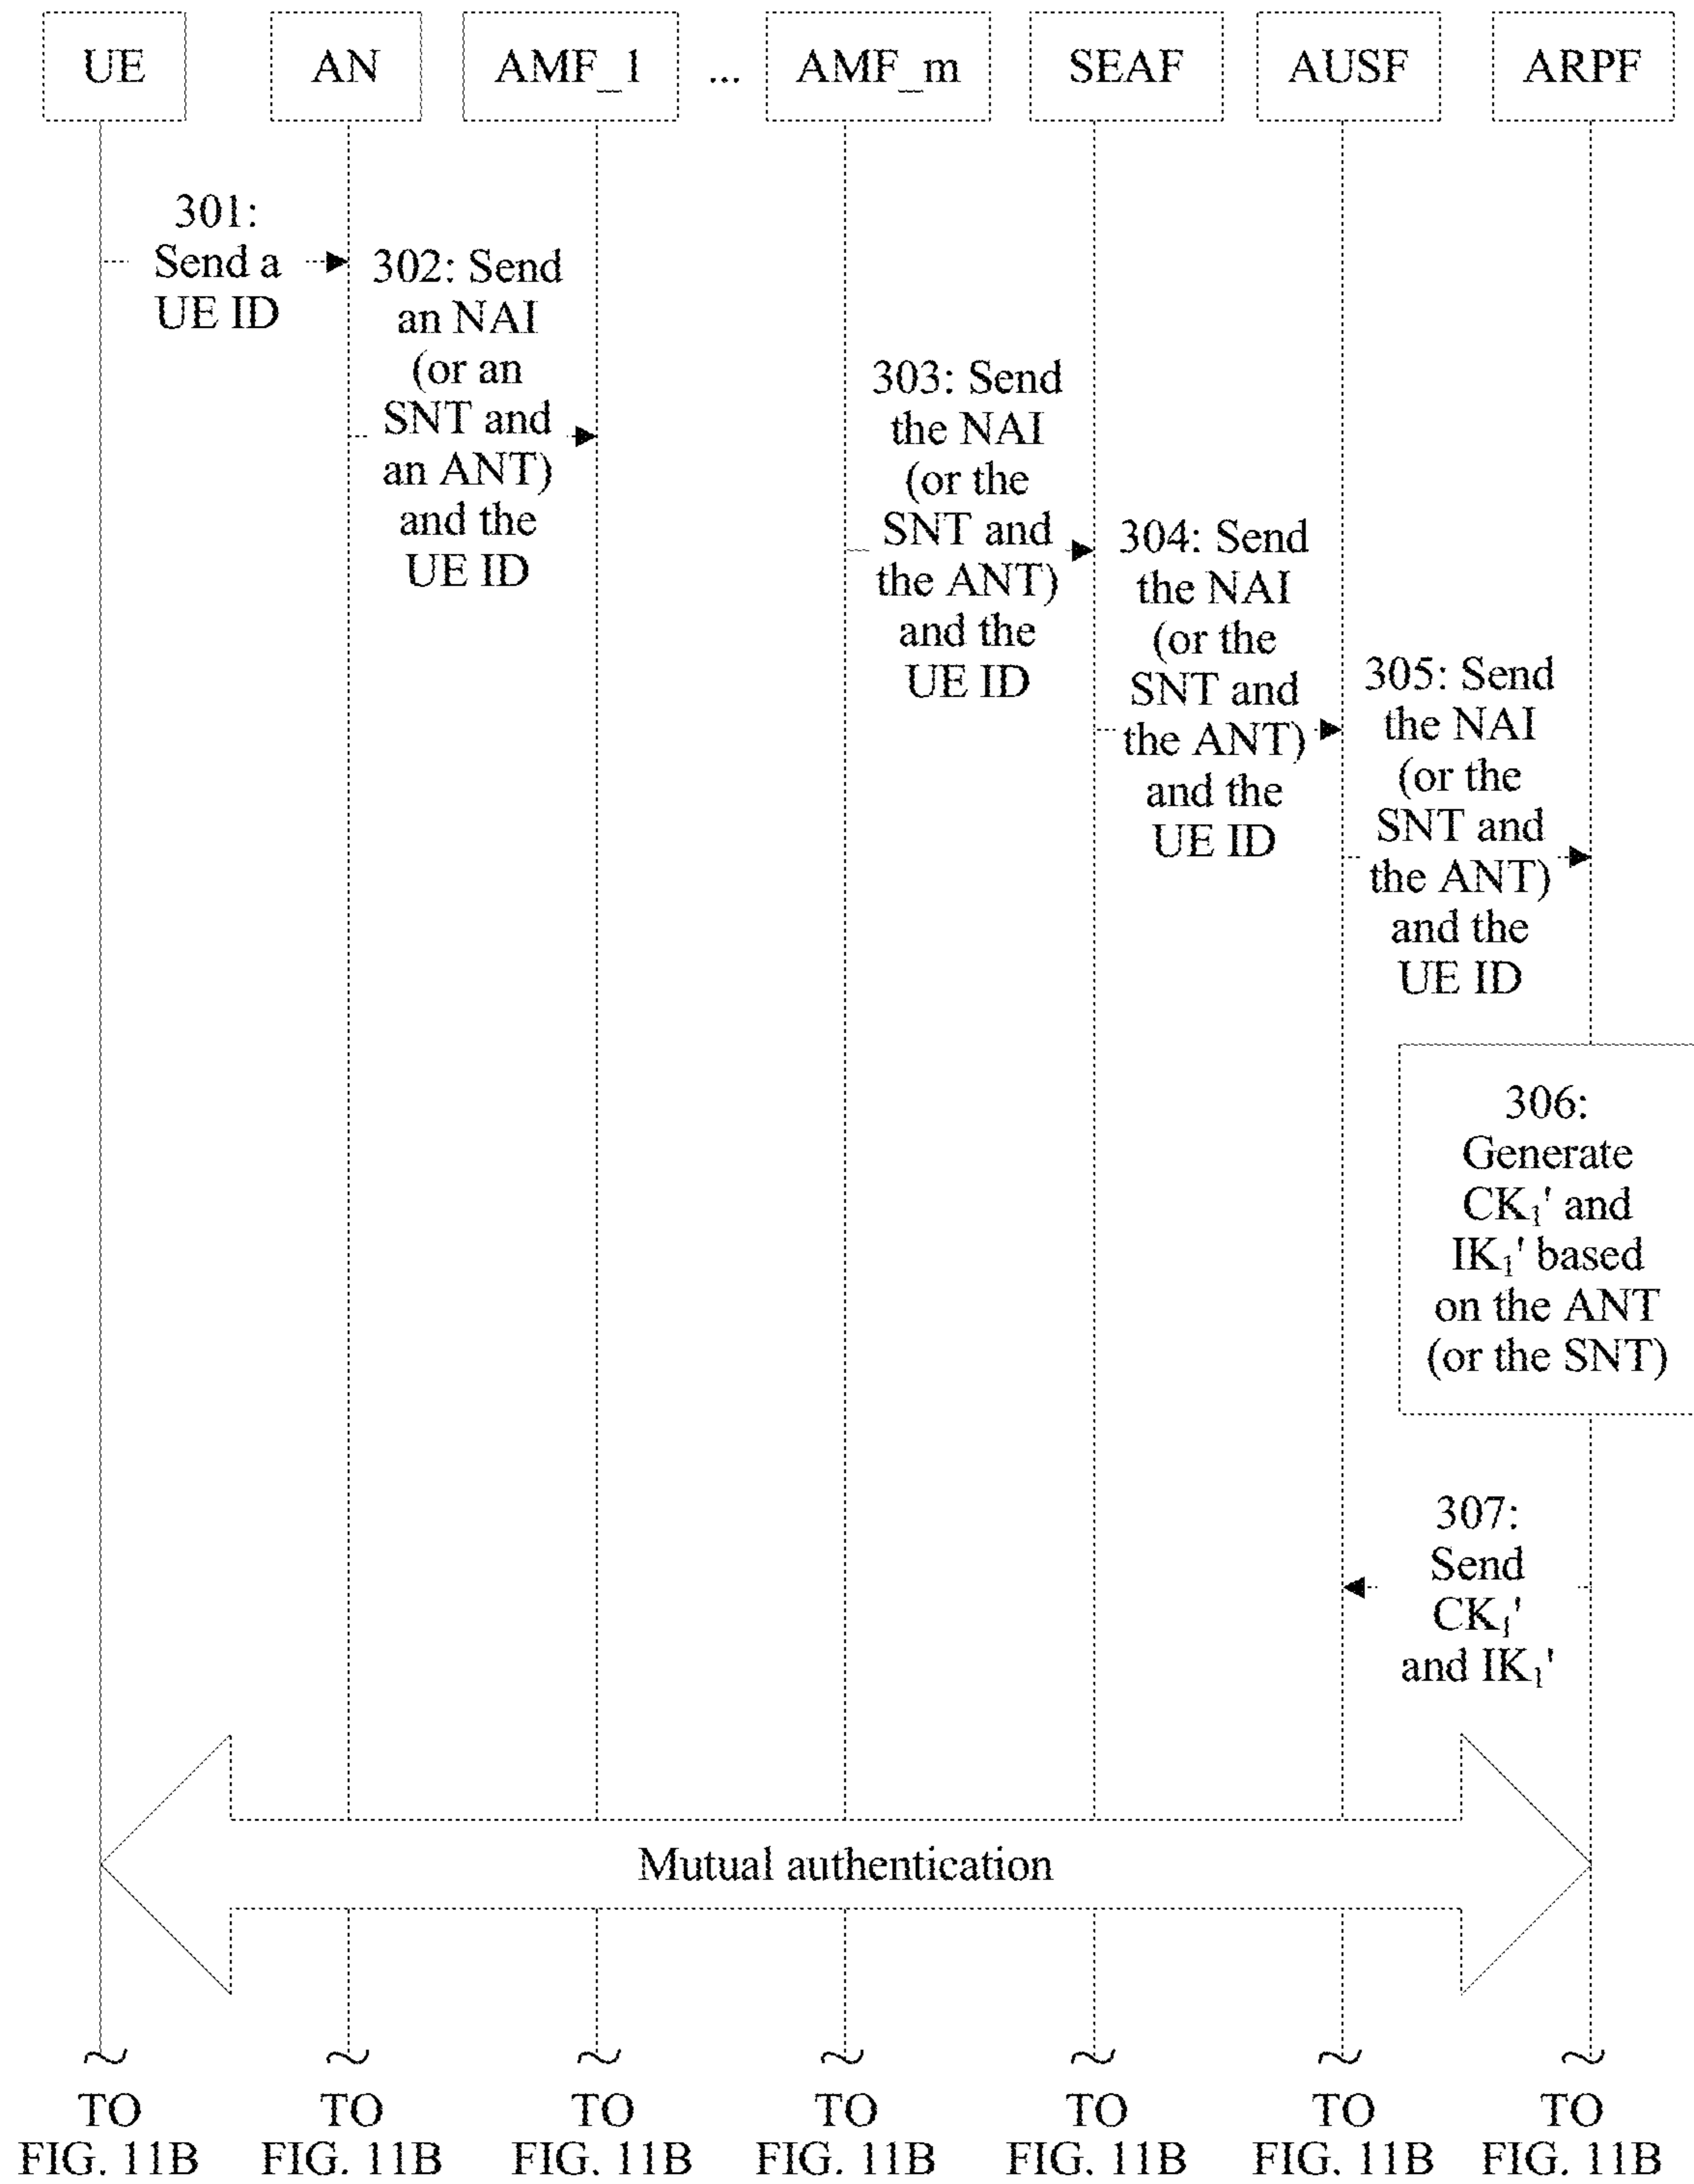 UE
AN
AMF_1
...
AMF_m
SEAF
AUSF
ARPF
301:
Send a
UE ID
302: Send
an NAI
(or an
SNT and
an ANT)
and the
UE ID
303: Send
the NAI
(or the
SNT and
the ANT)
and the
UE ID
304: Send
the NAI
(or the
SNT and
the ANT)
and the
UE ID
305: Send
the NAI
(or the
SNT and
the ANT)
and the
UE ID
306:
Generate
CK₁' and
IK₁' based
on the ANT
(or the SNT)
307:
Send
CK₁'
and IK₁'
Mutual authentication
TO
FIG. 11B
TO
FIG. 11B
TO
FIG. 11B
TO
FIG. 11B
TO
FIG. 11B
TO
FIG. 11B
TO
FIG. 11B